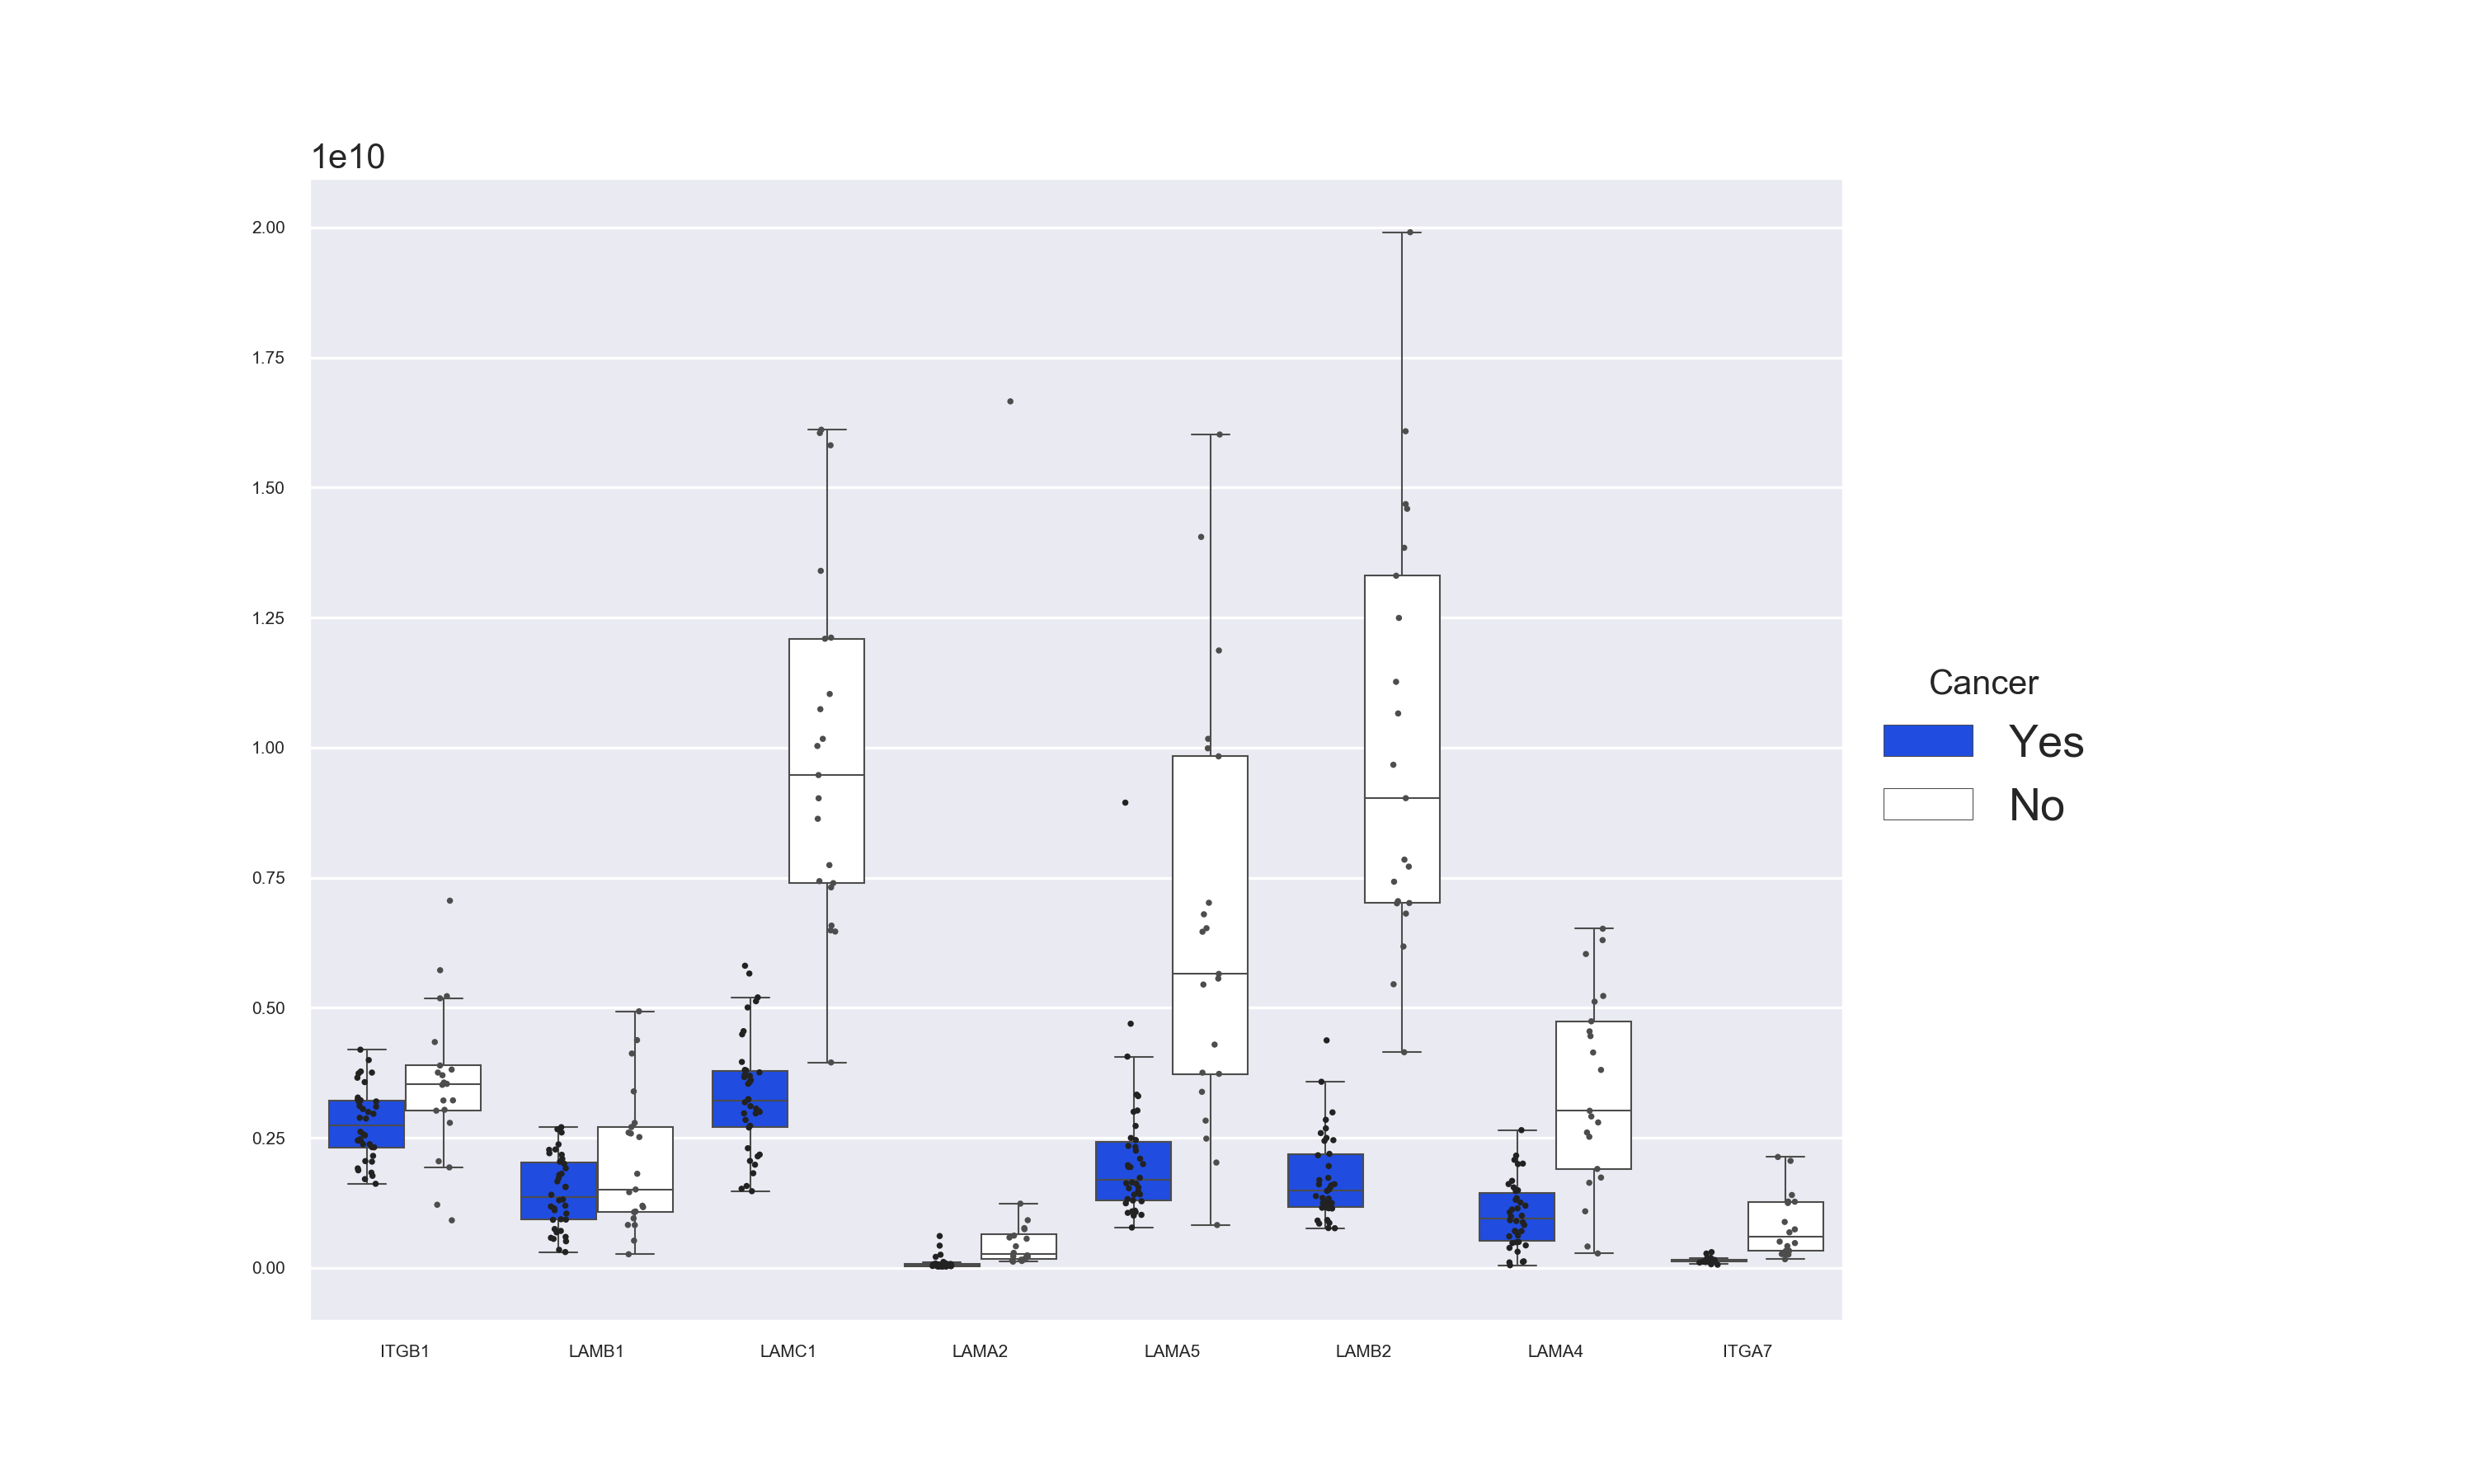 1e10
2.00
1.75
1.50
1.25
1.00
0.75
0.50
0.25
0.00
ITGB1 LAMB1 LAMC1 LAMA2 LAMA5 LAMB2 LAMA4 ITGA7
Cancer
Yes
No